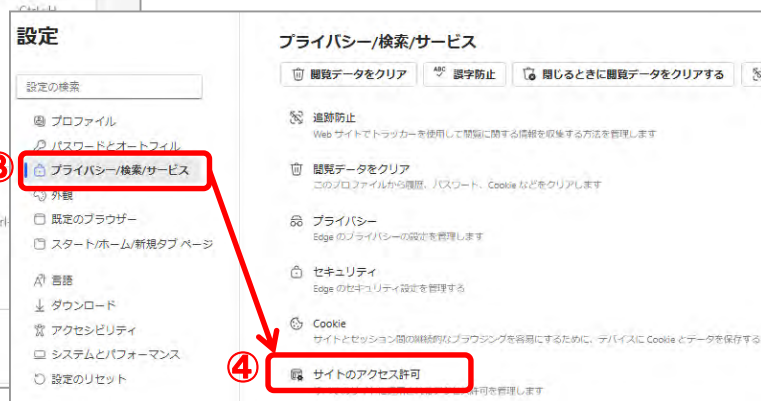 Ctrl+H
設定
設定の検索
プロファイル
パスワードとオートフィル
③
プライバシー/検索/サービス
外観
既定のブラウザー
スタート/ホーム/新規タブ ページ
言語
ダウンロード
アクセシビリティ
システムとパフォーマンス
設定のリセット
プライバシー/検索/サービス
閲覧データをクリア
ABC 誤字防止
閉じるときに閲覧データをクリアする
追跡防止
Web サイトでトラッカーを使用して閲覧に関する情報を収集する方法を管理します
閲覧データをクリア
このプロファイルから履歴、パスワード、Cookie などをクリアします
プライバシー
Edge のプライバシーの設定を管理します
セキュリティ
Edge のセキュリティ設定を管理する
Cookie
サイトとセッション間の継続的なブラウジングを容易にするために、デバイスに Cookie とデータを保存する
④
サイトのアクセス許可
許可を管理します